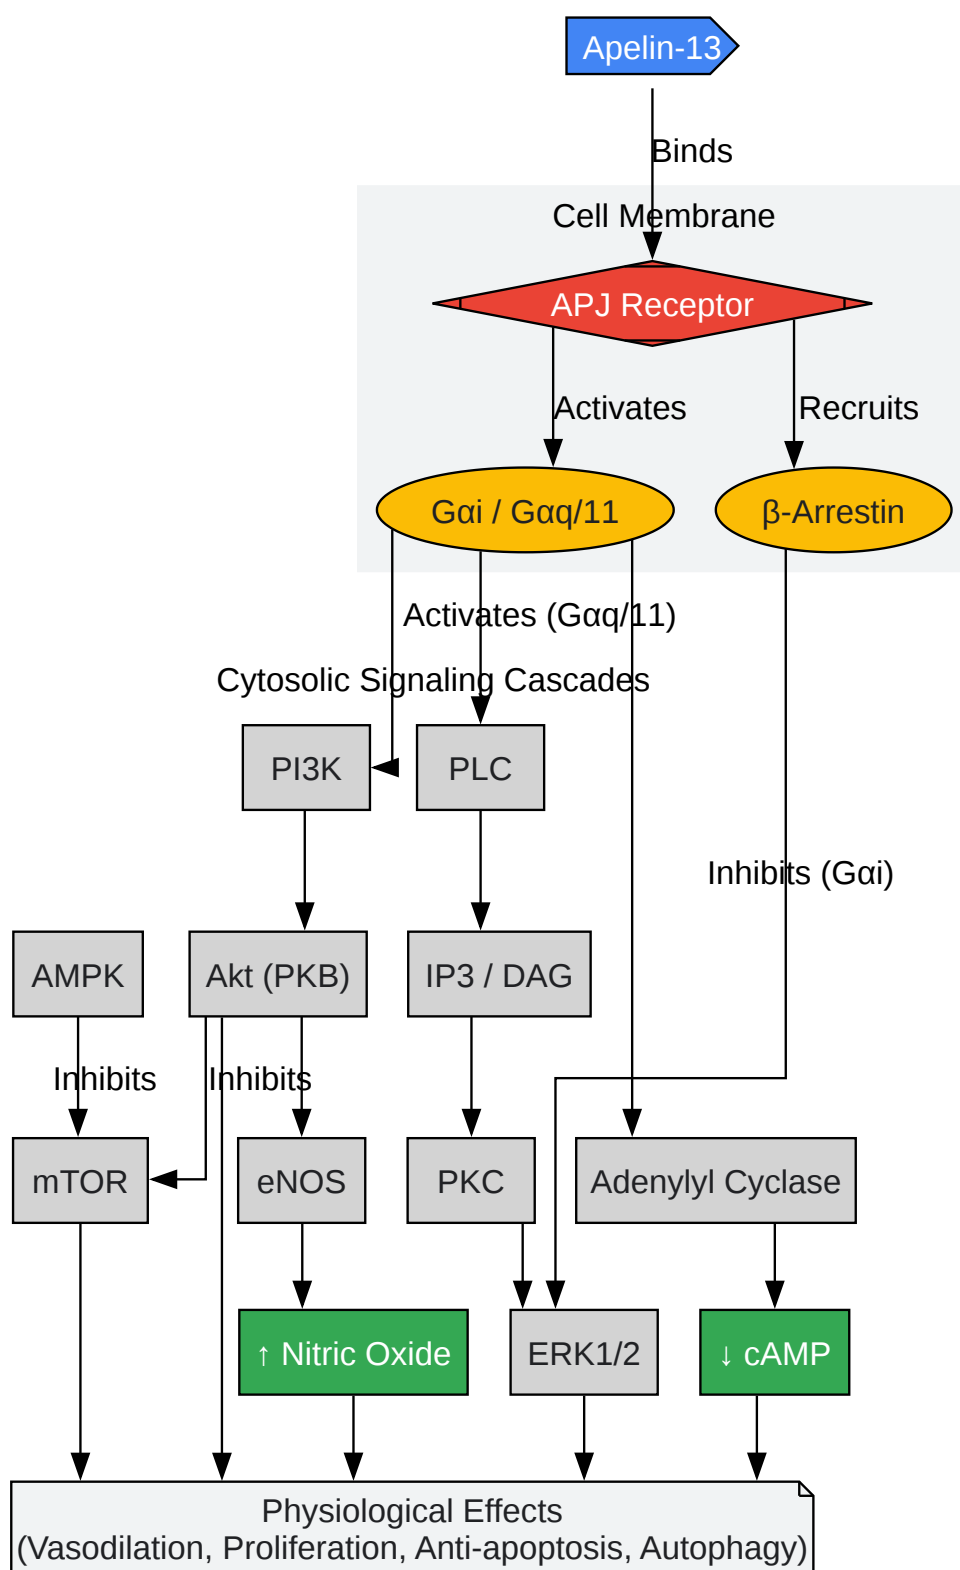 Apelin-13
Binds
Cell Membrane
APJ Receptor
Activates
Recruits
Gαi / Gαq/11
β-Arrestin
Activates (Gαq/11)
Cytosolic Signaling Cascades
PI3K
PLC
Inhibits (Gαi)
AMPK
Akt (PKB)
IP3 / DAG
Inhibits
Inhibits
mTOR
eNOS
PKC
Adenylyl Cyclase
↑ Nitric Oxide
ERK1/2
↓ cAMP
Physiological Effects
(Vasodilation, Proliferation, Anti-apoptosis, Autophagy)